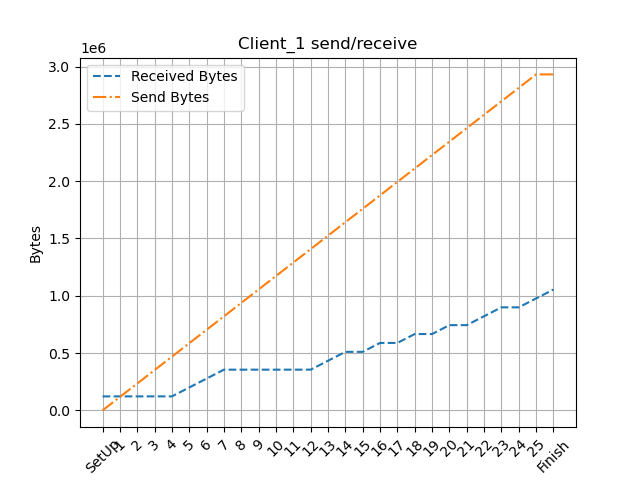 Client_1 send/receive
1e6
Received Bytes
Send Bytes
3.0
2.5
2.0
1.5
1.0
0.5
0.0
Bytes
SetUp 1 2 3 4 5 6 7 8 9 10 11 12 13 14 15 16 17 18 19 20 21 22 23 24 25 Finish